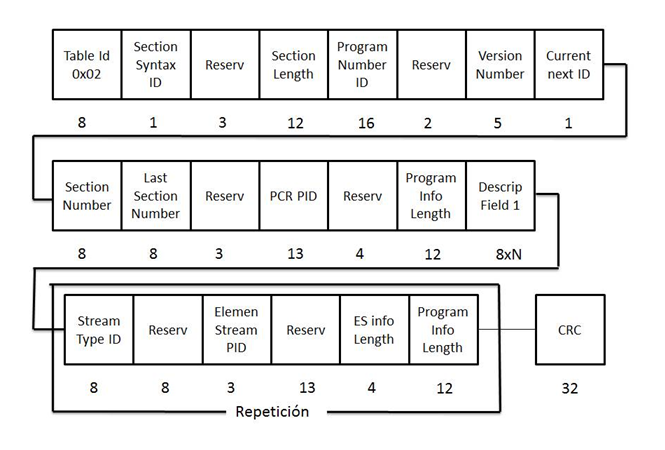 Table Id
0x02
Section
Syntax
ID
Reserv
Section
Length
Program
Number
ID
Reserv
Version
Number
Current
next ID
8 1 3 12 16 2 5 1
Section
Number
Last
Section
Number
Reserv
PCR PID
Reserv
Program
Info
Length
Descrip
Field 1
8 8 3 13 4 12 8xN
Stream
Type ID
Reserv
Elemen
Stream
PID
Reserv
ES info
Length
Program
Info
Length
CRC
8 8 3 13 4 12 32
Repetición